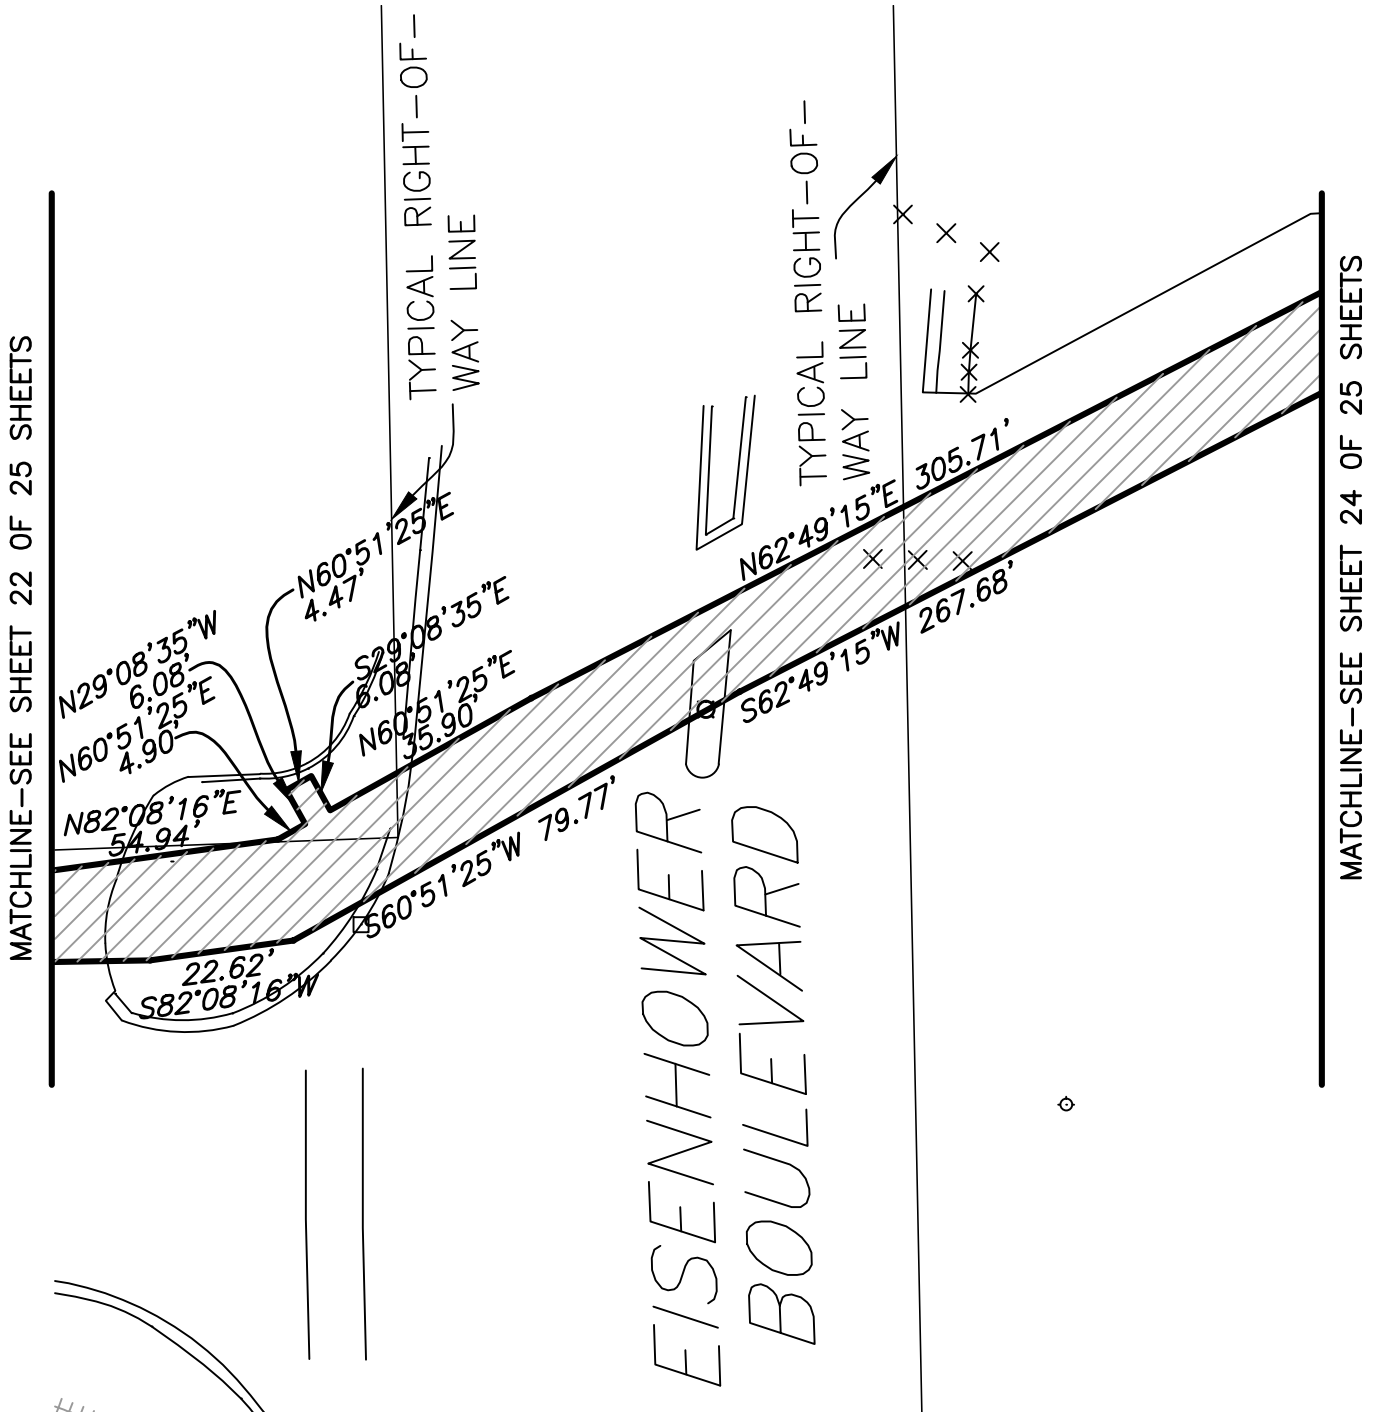 TYPICAL RIGHT-OF-
WAY LINE
TYPICAL RIGHT-OF-
WAY LINE
MATCHLINE-SEE SHEET 22 OF 25 SHEETS
MATCHLINE-SEE SHEET 24 OF 25 SHEETS
N60°51'25"E
4.47'
N29°08'35"W
6.08'
N60°51'25"E
4.90'
S29°08'35"E
6.08'
N60°51'25"E
35.90'
N82°08'16"E
54.94'
N62°49'15"E 305.71'
S62°49'15"W 267.68'
S60°51'25"W 79.77'
22.62'
S82°08'16"W
EISENHOWER
BOULEVARD